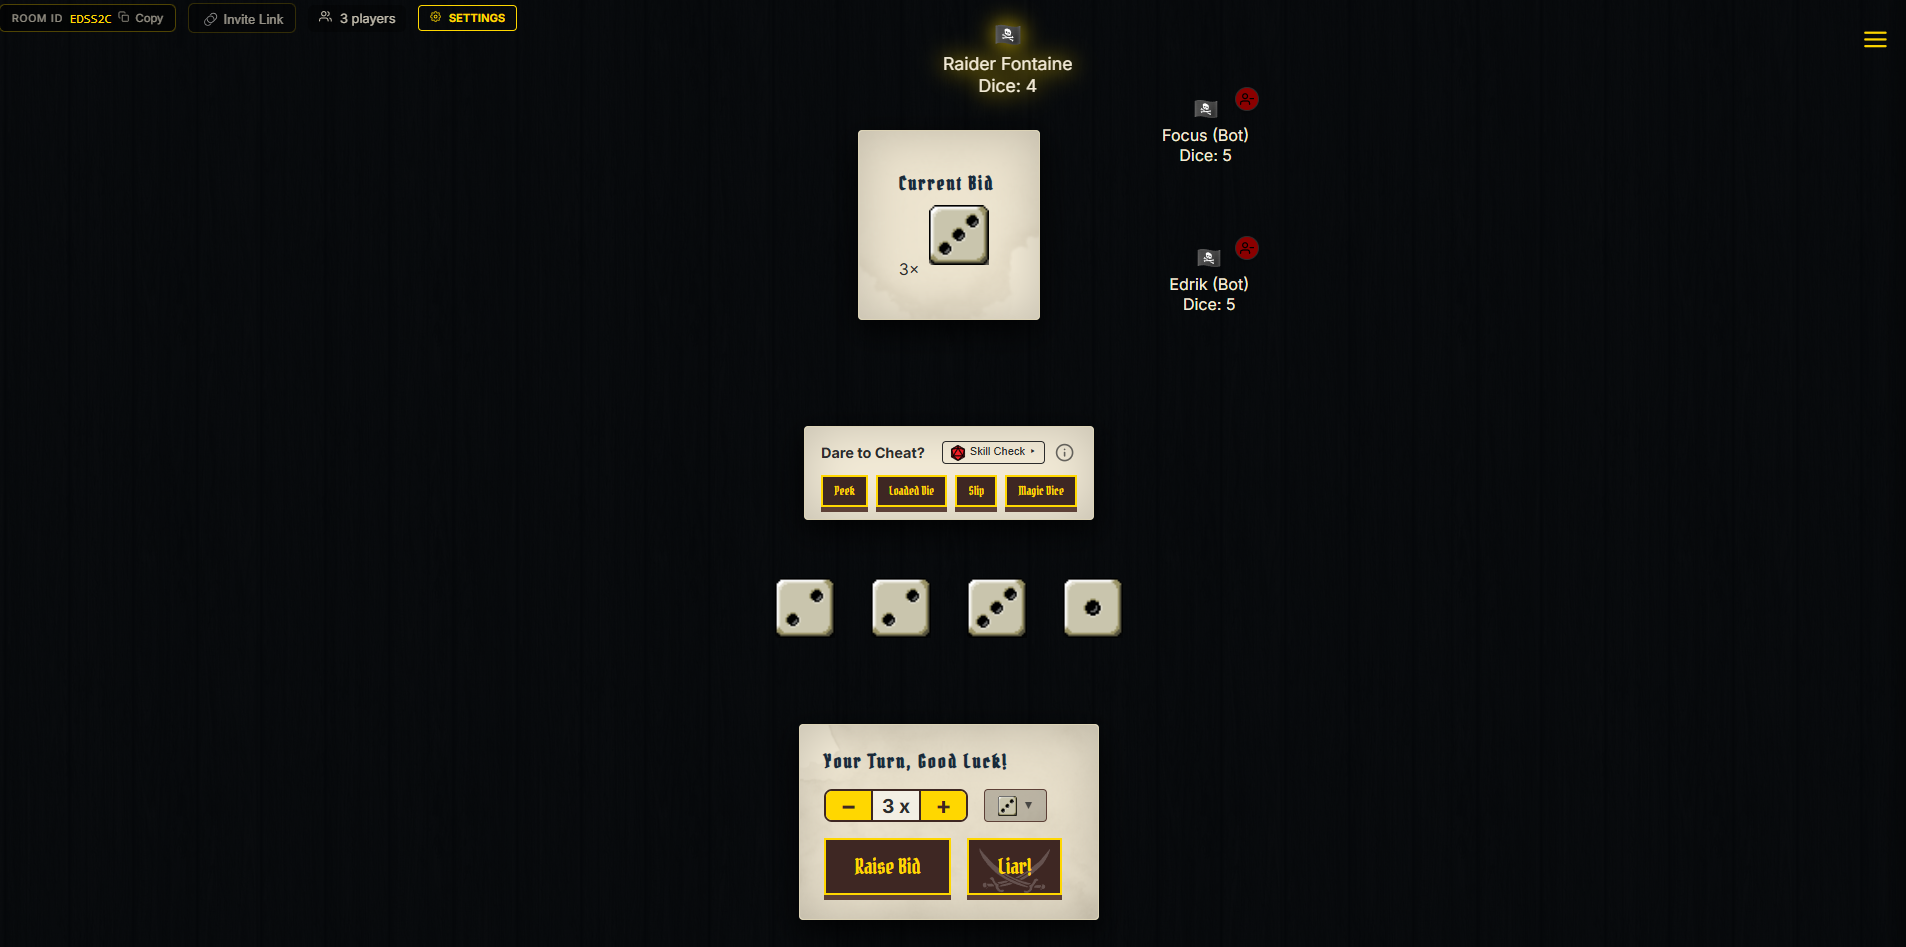 ROOM ID EDSS2C Copy
Invite Link
3 players
SETTINGS
Raider Fontaine
Dice: 4
Focus (Bot)
Dice: 5
Edrik (Bot)
Dice: 5
Current Bid
3×
Dare to Cheat?
Skill Check
Peek
Loaded Die
Slip
Magic Dice
Your Turn, Good Luck!
− 3 x +
Raise Bid
Liar!